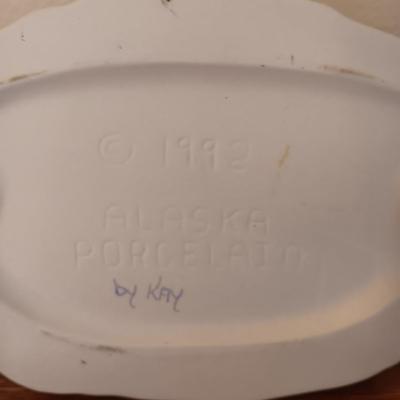 © 1992
ALASKA
PORCELAIN
by KAY